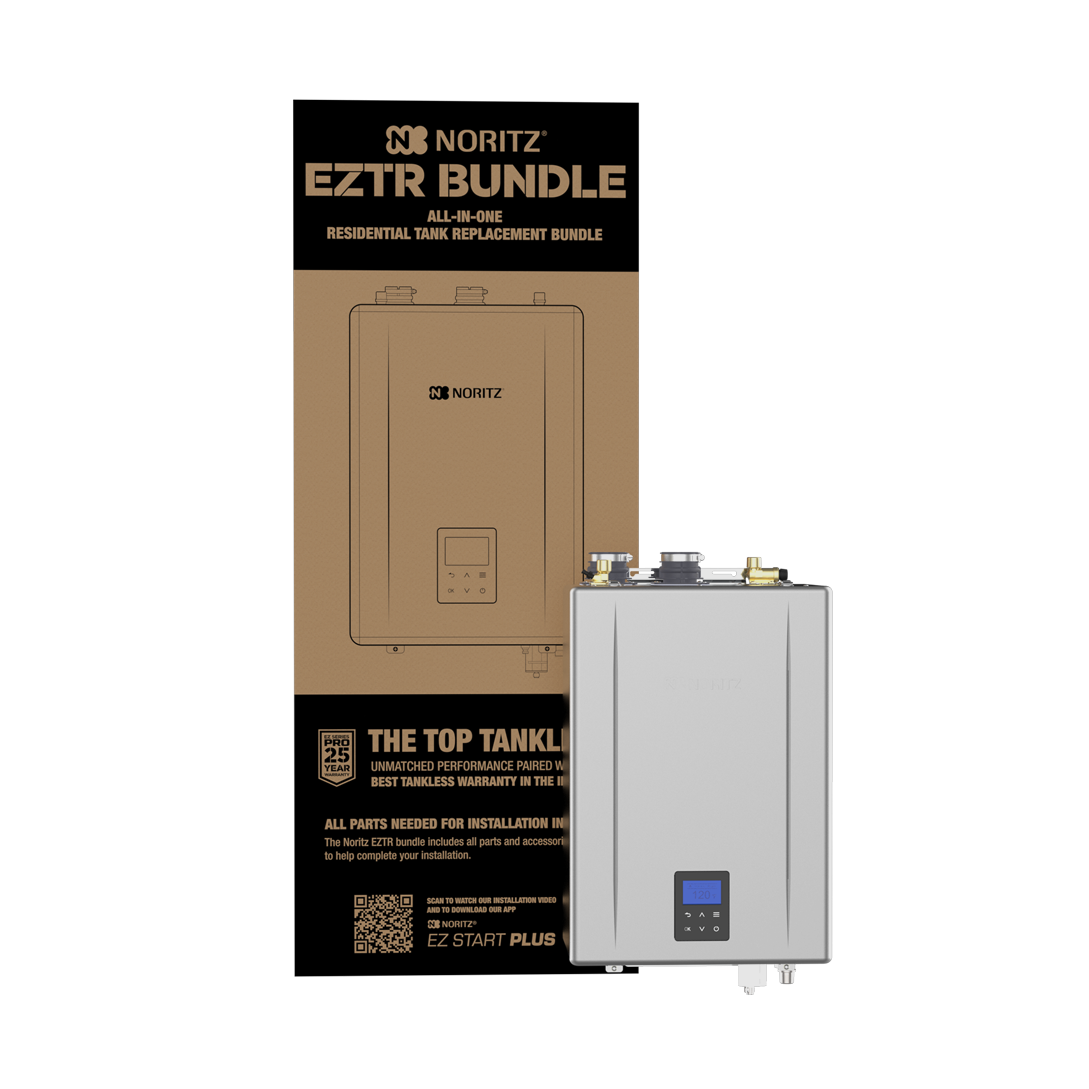 NORITZ®
EZTR BUNDLE
ALL-IN-ONE
RESIDENTIAL TANK REPLACEMENT BUNDLE
NORITZ
EZ SERIES
PRO
25
YEAR
WARRANTY
THE TOP TANKL
UNMATCHED PERFORMANCE PAIRED W
BEST TANKLESS WARRANTY IN THE I
ALL PARTS NEEDED FOR INSTALLATION IN
The Noritz EZTR bundle includes all parts and accessori
to help complete your installation.
SCAN TO WATCH OUR INSTALLATION VIDEO
AND TO DOWNLOAD OUR APP
NORITZ®
EZ START PLUS
NORITZ
120